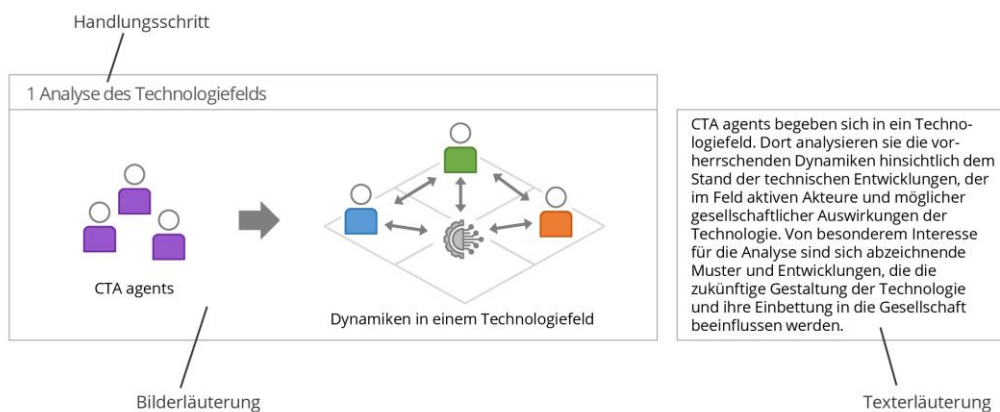 Handlungsschritt
1 Analyse des Technologiefelds
CTA agents
Dynamiken in einem Technologiefeld
CTA agents begeben sich in ein Techno-
logiefeld. Dort analysieren sie die vor-
herrschenden Dynamiken hinsichtlich dem
Stand der technischen Entwicklungen, der
im Feld aktiven Akteure und möglicher
gesellschaftlicher Auswirkungen der
Technologie. Von besonderem Interesse
für die Analyse sind sich abzeichnende
Muster und Entwicklungen, die die
zukünftige Gestaltung der Technologie
und ihre Einbettung in die Gesellschaft
beeinflussen werden.
Bilderläuterung
Texterläuterung